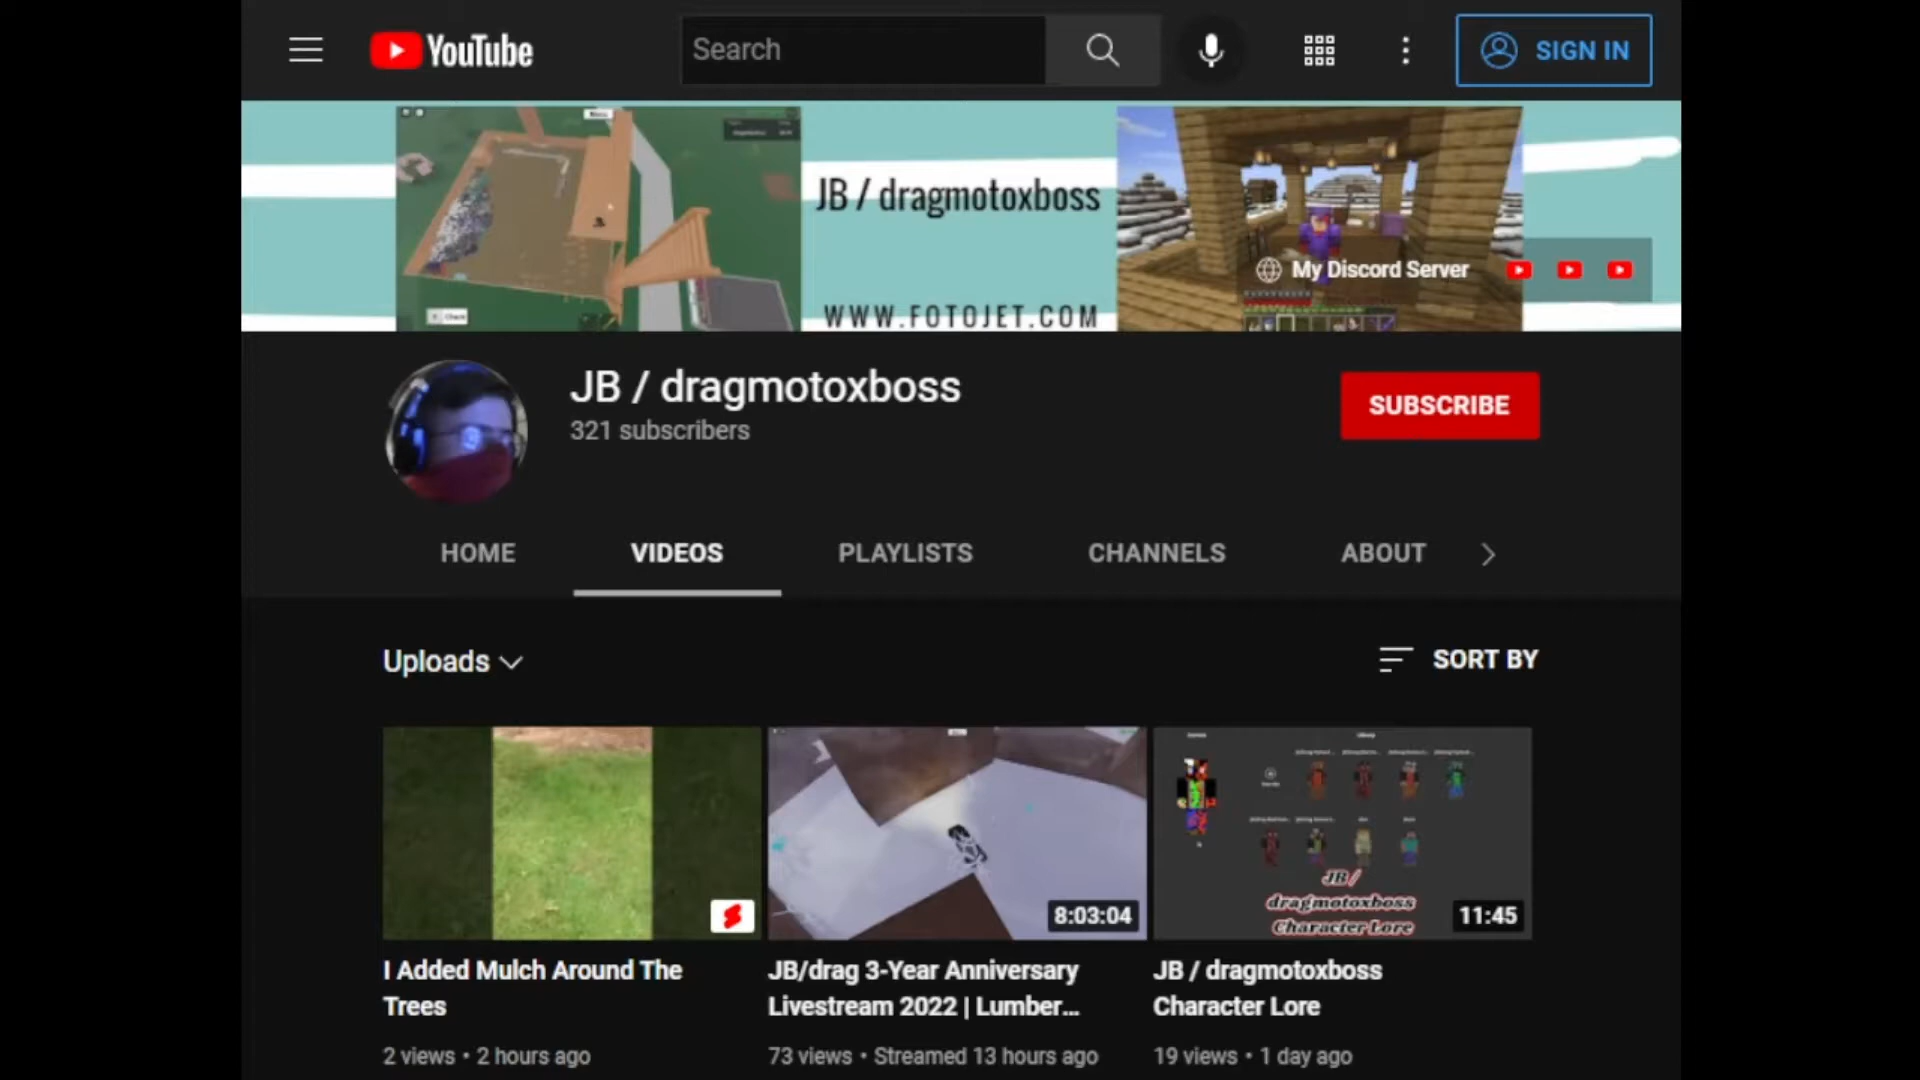 YouTube
Search
SIGN IN
JB / dragmotoxboss
WWW.FOTOJET.COM
My Discord Server
JB / dragmotoxboss
321 subscribers
SUBSCRIBE
HOME
VIDEOS
PLAYLISTS
CHANNELS
ABOUT
Uploads
SORT BY
8:03:04
JB /
dragmotoxboss
Character Lore
11:45
I Added Mulch Around The
Trees
2 views • 2 hours ago
JB/drag 3-Year Anniversary
Livestream 2022 | Lumber...
73 views • Streamed 13 hours ago
JB / dragmotoxboss
Character Lore
19 views • 1 day ago